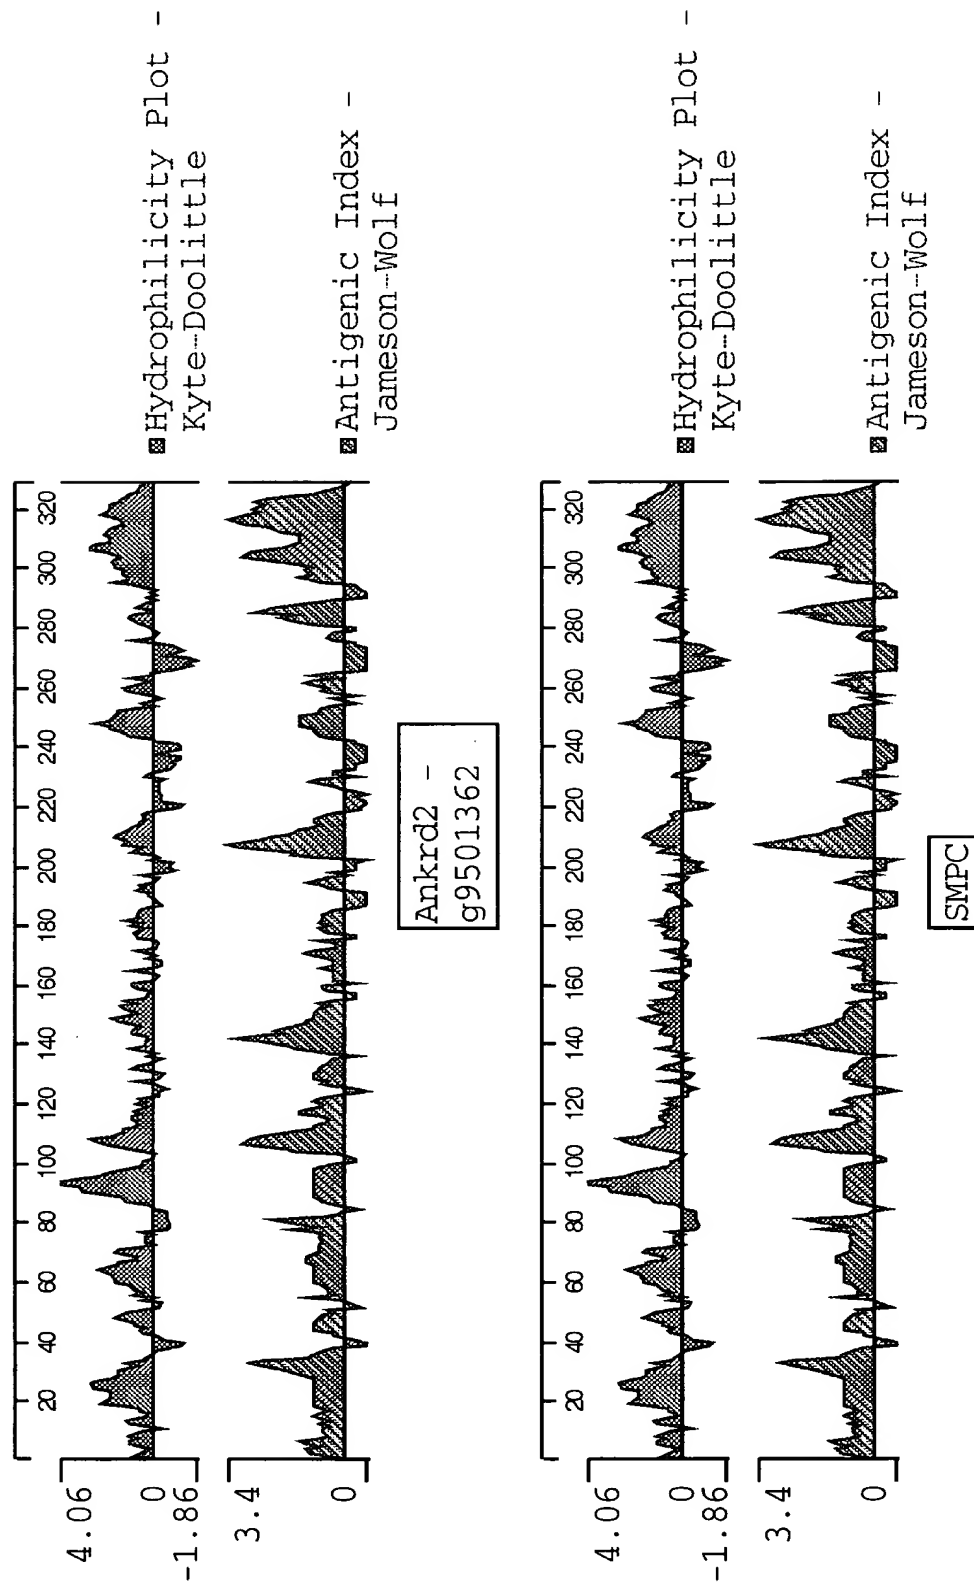 20 40 60 80 100 120 140 160 180 200 220 240 260 280 300 320
4.06
0
-1.86
Hydrophilicity Plot -
Kyte-Doolittle
3.4
0
Antigenic Index -
Jameson-Wolf
Ankrd2 -
g9501362
20 40 60 80 100 120 140 160 180 200 220 240 260 280 300 320
4.06
0
-1.86
Hydrophilicity Plot -
Kyte-Doolittle
3.4
0
Antigenic Index -
Jameson-Wolf
SMPC